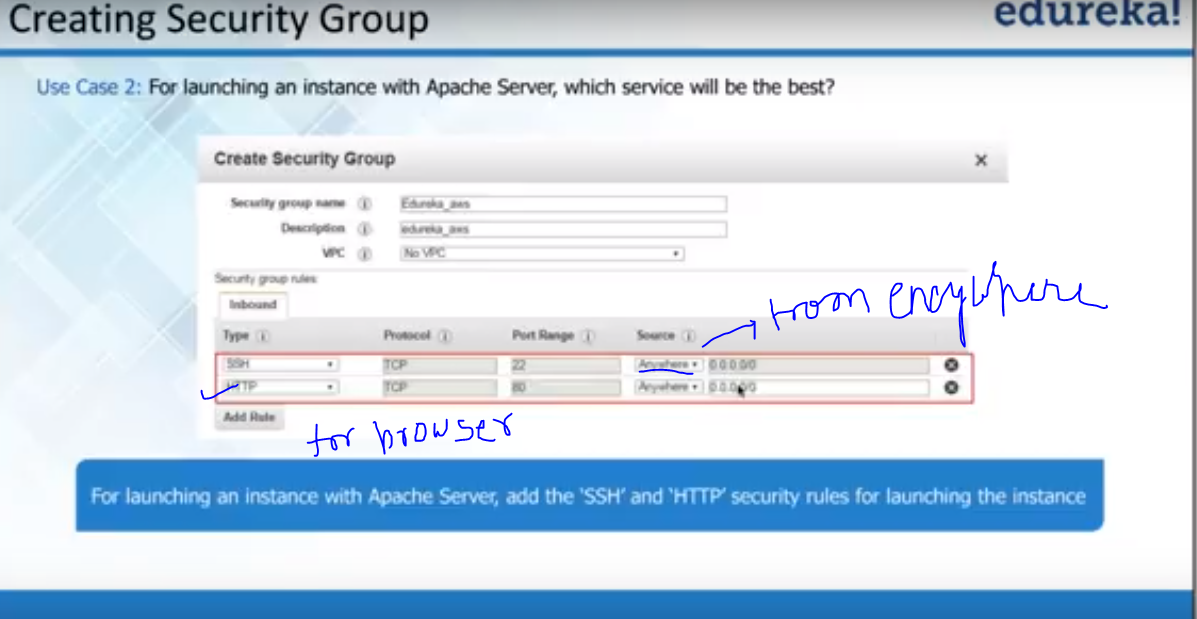 Creating Security Group
edureka!
Use Case 2: For launching an instance with Apache Server, which service will be the best?
Create Security Group
Security group name Edureka_aws
Description edureka_aws
VPC No VPC
Security group rules:
Inbound
Type Protocol Port Range Source
from enaywhere
SSH TCP 22 Anywhere 0.0.0.0/0
HTTP TCP 80 Anywhere 0.0.0.0/0
Add Rule
for browser
For launching an instance with Apache Server, add the ‘SSH’ and ‘HTTP’ security rules for launching the instance